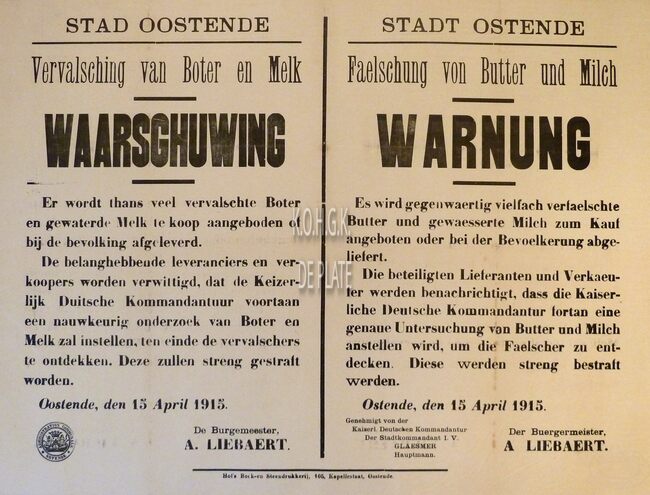 STAD OOSTENDE
Vervalsching van Boter en Melk
WAARSCHUWING
Er wordt thans veel vervalschte Boter
en gewaterde Melk te koop aangeboden of
bij de bevolking afgeleverd.
De belanghebbende leveranciers en ver-
koopers worden verwittigd, dat de Keizer-
lijk Duitsche Kommandantuur voortaan
een nauwkeurig onderzoek van Boter en
Melk zal instellen, ten einde de vervalschers
te ontdekken. Deze zullen streng gestraft
worden.
Oostende, den 15 April 1915.
De Burgemeester,
A. LIEBAERT.
STADT OSTENDE
Faelschung von Butter und Milch
WARNUNG
Es wird gegenwaertig vielfach verfaelschte
Butter und gewaesserte Milch zum Kauf
angeboten oder bei der Bevoelkerung abge-
liefert.
Die beteiligten Lieferanten und Verkaeu-
fer werden benachrichtigt, dass die Kaiser-
liche Deutsche Kommandantur fortan eine
genaue Untersuchung von Butter und Milch
anstellen wird, um die Faelscher zu ent-
decken. Diese werden streng bestraft
werden.
Ostende, den 15 April 1915.
Genehmigt von der
Kaiserl. Deutschen Kommandantur
Der Stadtkommandant I. V.
GLAESMER
Hauptmann.
Der Buergermeister,
A LIEBAERT.
Hof's Boek-en Steendrukkerij, 105, Kapellestaat, Oostende.
K.O.H.G.K
DE PLATE